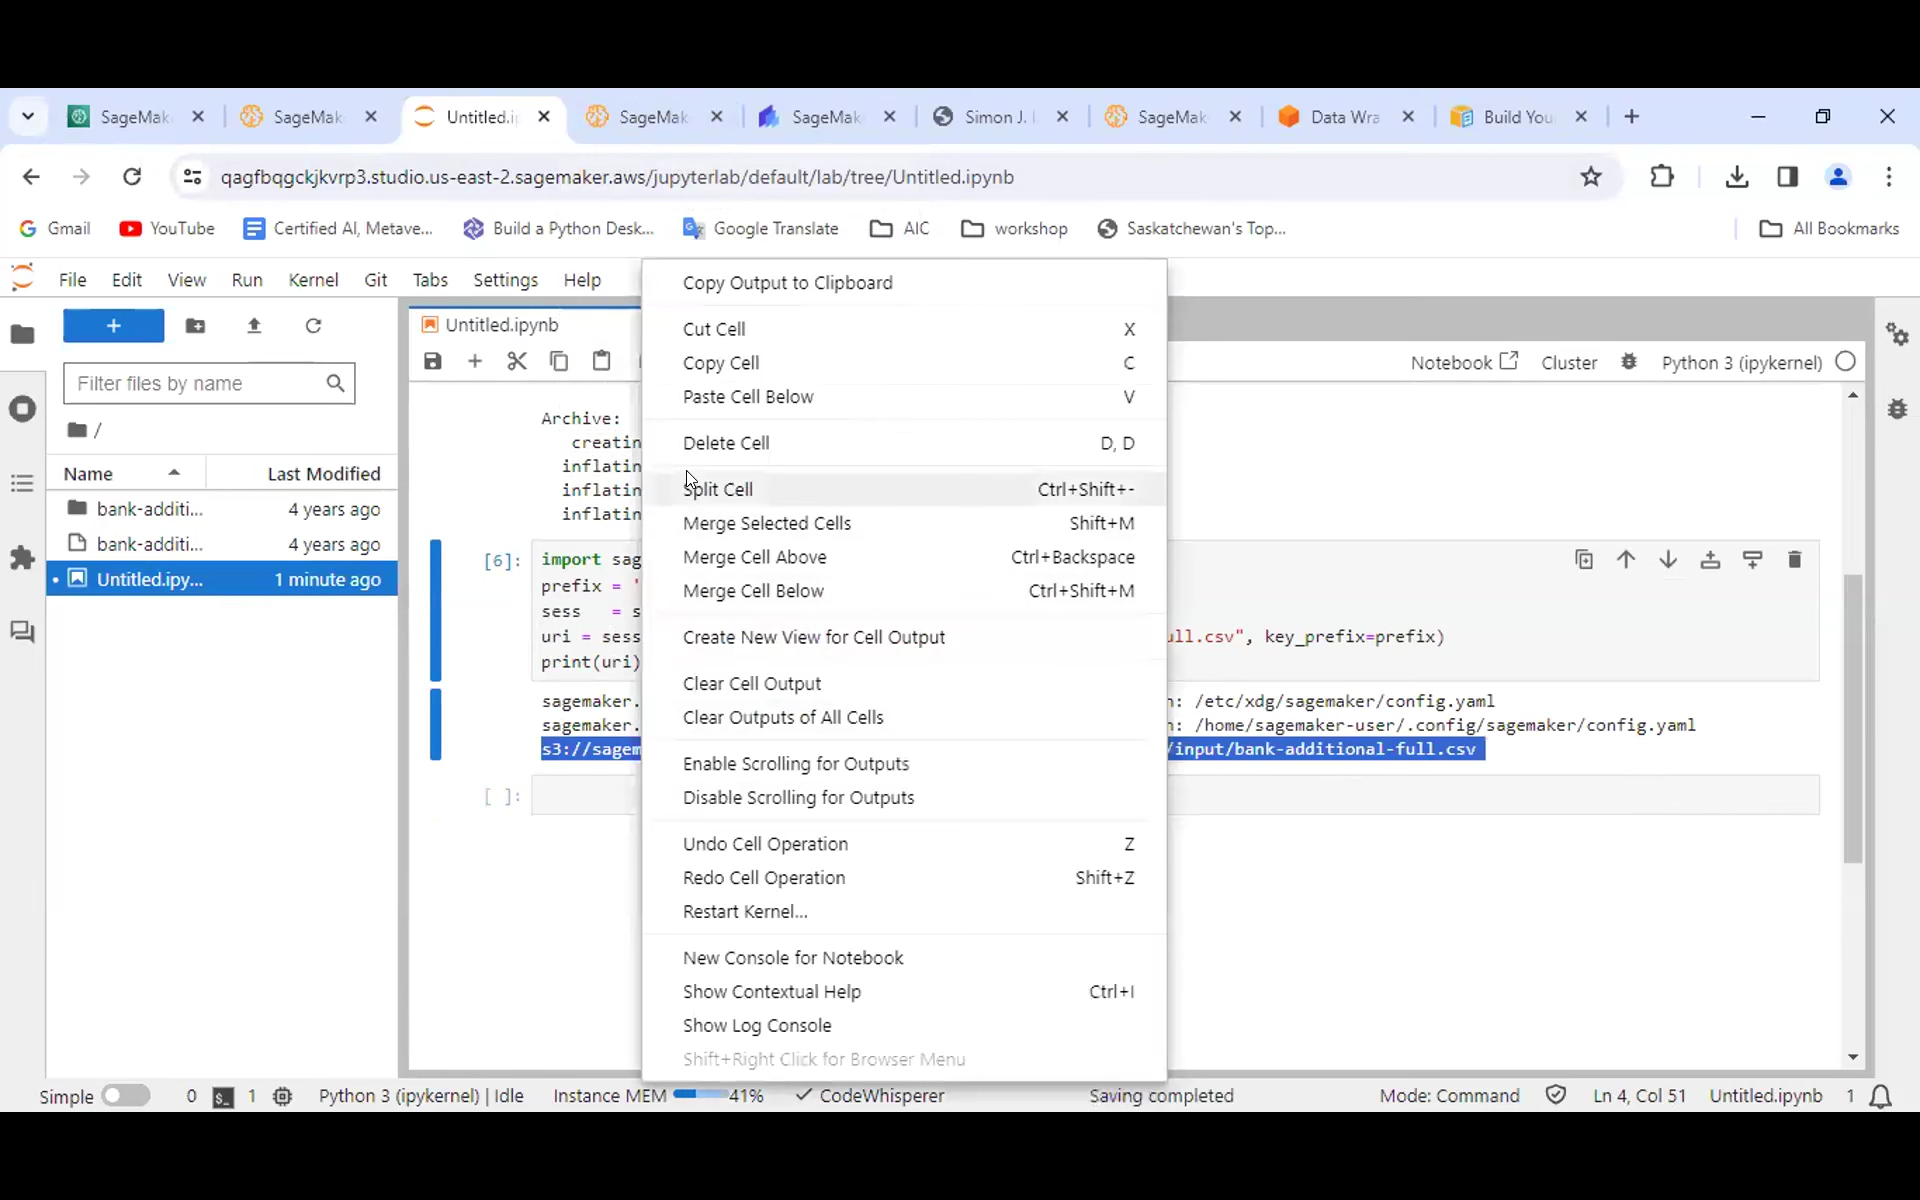 SageMak
SageMak
Untitled.i
SageMak
SageMak
Simon J.
SageMak
Data Wra
Build You
qagfbqgckjkvrp3.studio.us-east-2.sagemaker.aws/jupyterlab/default/lab/tree/Untitled.ipynb
Gmail
YouTube
Certified AI, Metave...
Build a Python Desk...
Google Translate
AIC
workshop
Saskatchewan's Top...
All Bookmarks
File Edit View Run Kernel Git Tabs Settings Help
Filter files by name
/
Name Last Modified
bank-additi... 4 years ago
bank-additi... 4 years ago
Untitled.ipy... 1 minute ago
Untitled.ipynb
Notebook Cluster Python 3 (ipykernel)
Archive:
creatin
inflatin
inflatin
inflatin
[6]: import sag
prefix = '
sess = s
uri = sess ull.csv", key_prefix=prefix)
print(uri)
sagemaker. n: /etc/xdg/sagemaker/config.yaml
sagemaker. n: /home/sagemaker-user/.config/sagemaker/config.yaml
s3://sagem /input/bank-additional-full.csv
[ ]:
Copy Output to Clipboard
Cut Cell X
Copy Cell C
Paste Cell Below V
Delete Cell D, D
Split Cell Ctrl+Shift+-
Merge Selected Cells Shift+M
Merge Cell Above Ctrl+Backspace
Merge Cell Below Ctrl+Shift+M
Create New View for Cell Output
Clear Cell Output
Clear Outputs of All Cells
Enable Scrolling for Outputs
Disable Scrolling for Outputs
Undo Cell Operation Z
Redo Cell Operation Shift+Z
Restart Kernel...
New Console for Notebook
Show Contextual Help Ctrl+I
Show Log Console
Shift+Right Click for Browser Menu
Simple 0 1 Python 3 (ipykernel) | Idle Instance MEM 41% CodeWhisperer Saving completed Mode: Command Ln 4, Col 51 Untitled.ipynb 1